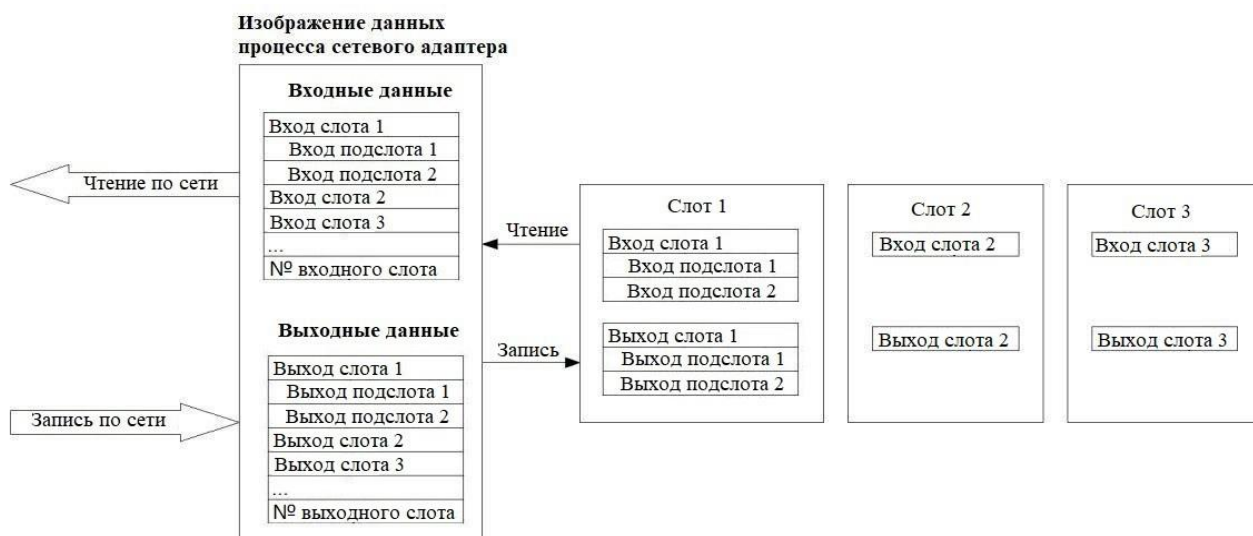 Изображение данных
процесса сетевого адаптера
Входные данные
Вход слота 1
Вход подслота 1
Вход подслота 2
Вход слота 2
Вход слота 3
...
№ входного слота
Выходные данные
Выход слота 1
Выход подслота 1
Выход подслота 2
Выход слота 2
Выход слота 3
...
№ выходного слота
Чтение по сети
Запись по сети
Чтение
Запись
Слот 1
Вход слота 1
Вход подслота 1
Вход подслота 2
Выход слота 1
Выход подслота 1
Выход подслота 2
Слот 2
Вход слота 2
Выход слота 2
Слот 3
Вход слота 3
Выход слота 3